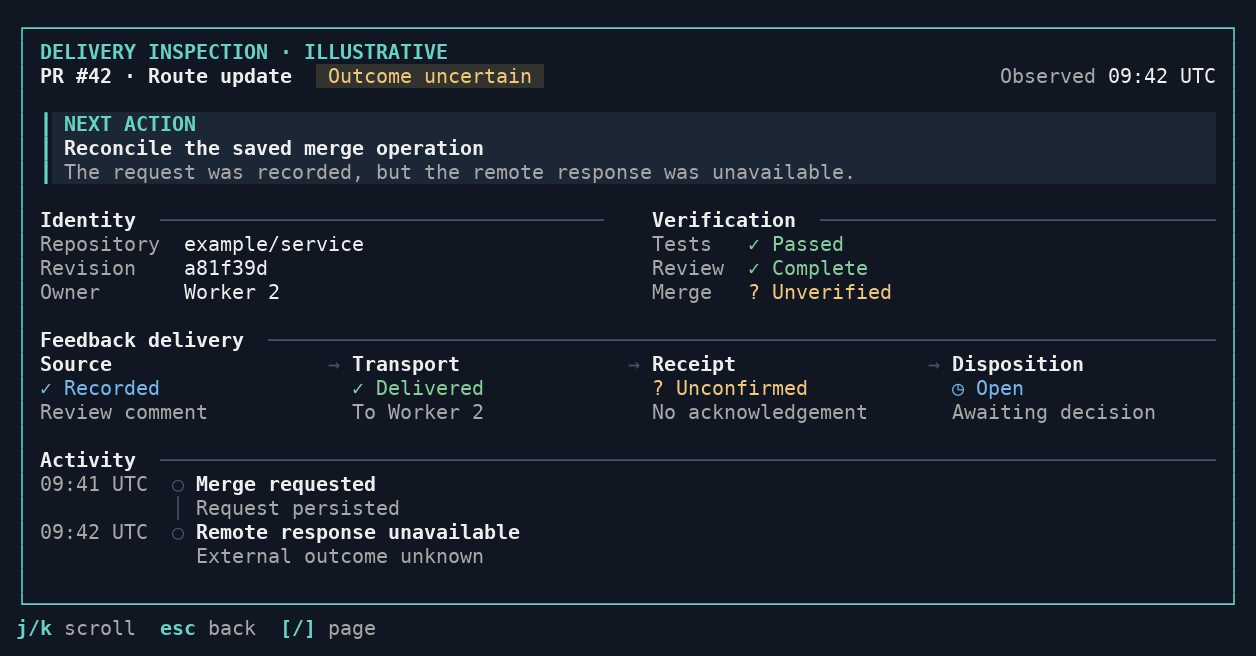 DELIVERY INSPECTION · ILLUSTRATIVE
PR #42 · Route update  Outcome uncertain  Observed 09:42 UTC
NEXT ACTION
Reconcile the saved merge operation
The request was recorded, but the remote response was unavailable.
Identity  Verification
Repository  example/service  Tests  ✓ Passed
Revision  a81f39d  Review  ✓ Complete
Owner  Worker 2  Merge  ? Unverified
Feedback delivery
Source  → Transport  → Receipt  → Disposition
✓ Recorded  ✓ Delivered  ? Unconfirmed  ◷ Open
Review comment  To Worker 2  No acknowledgement  Awaiting decision
Activity
09:41 UTC  ○ Merge requested
│ Request persisted
09:42 UTC  ○ Remote response unavailable
External outcome unknown
j/k scroll  esc back  [/] page